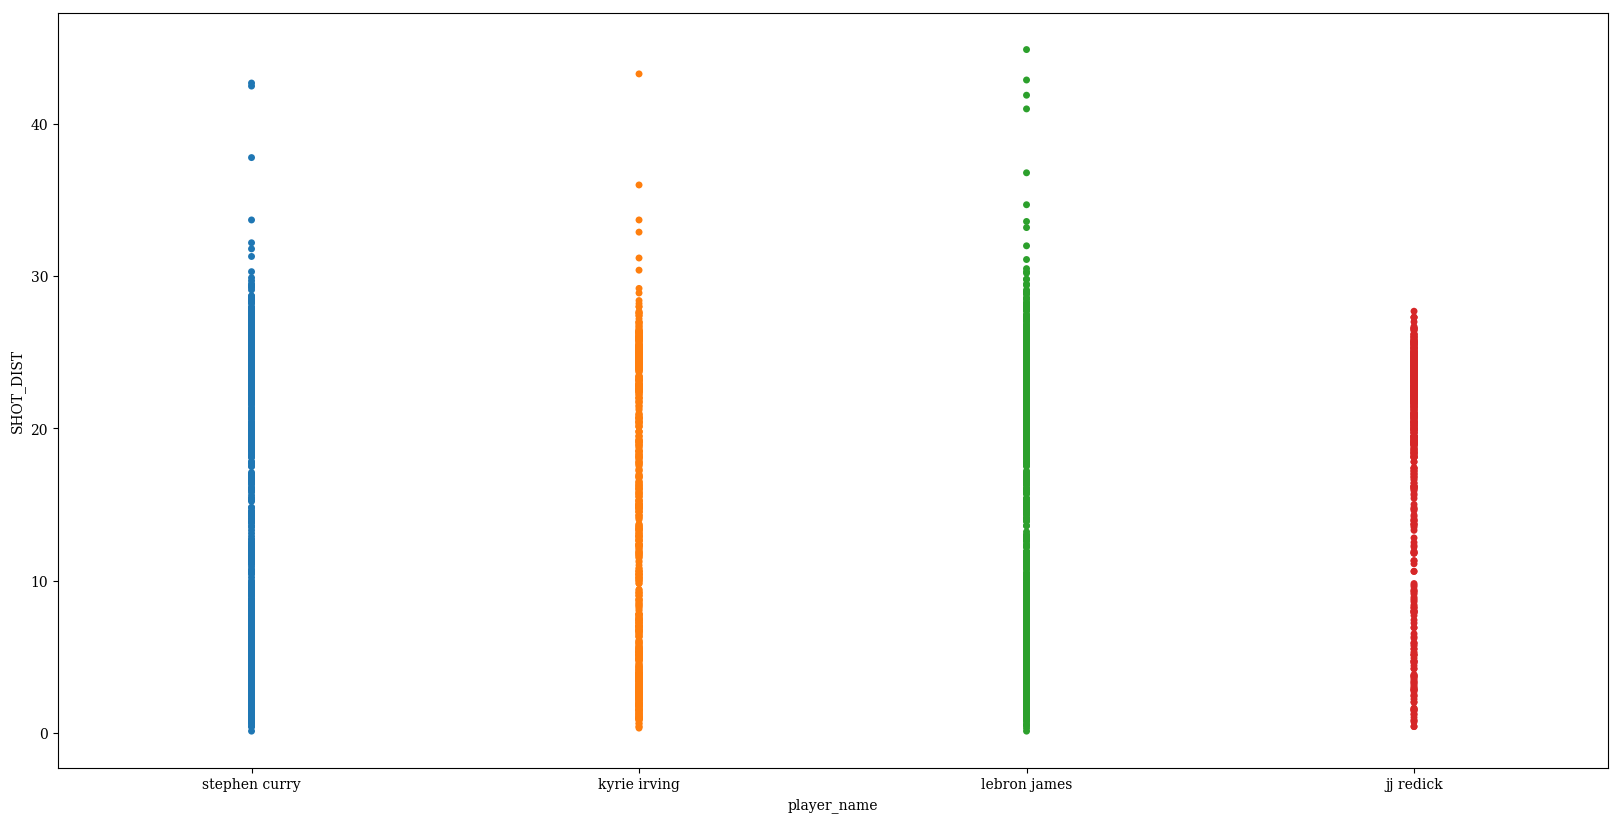 40
30
20
10
0
SHOT_DIST
stephen curry
kyrie irving
lebron james
jj redick
player_name